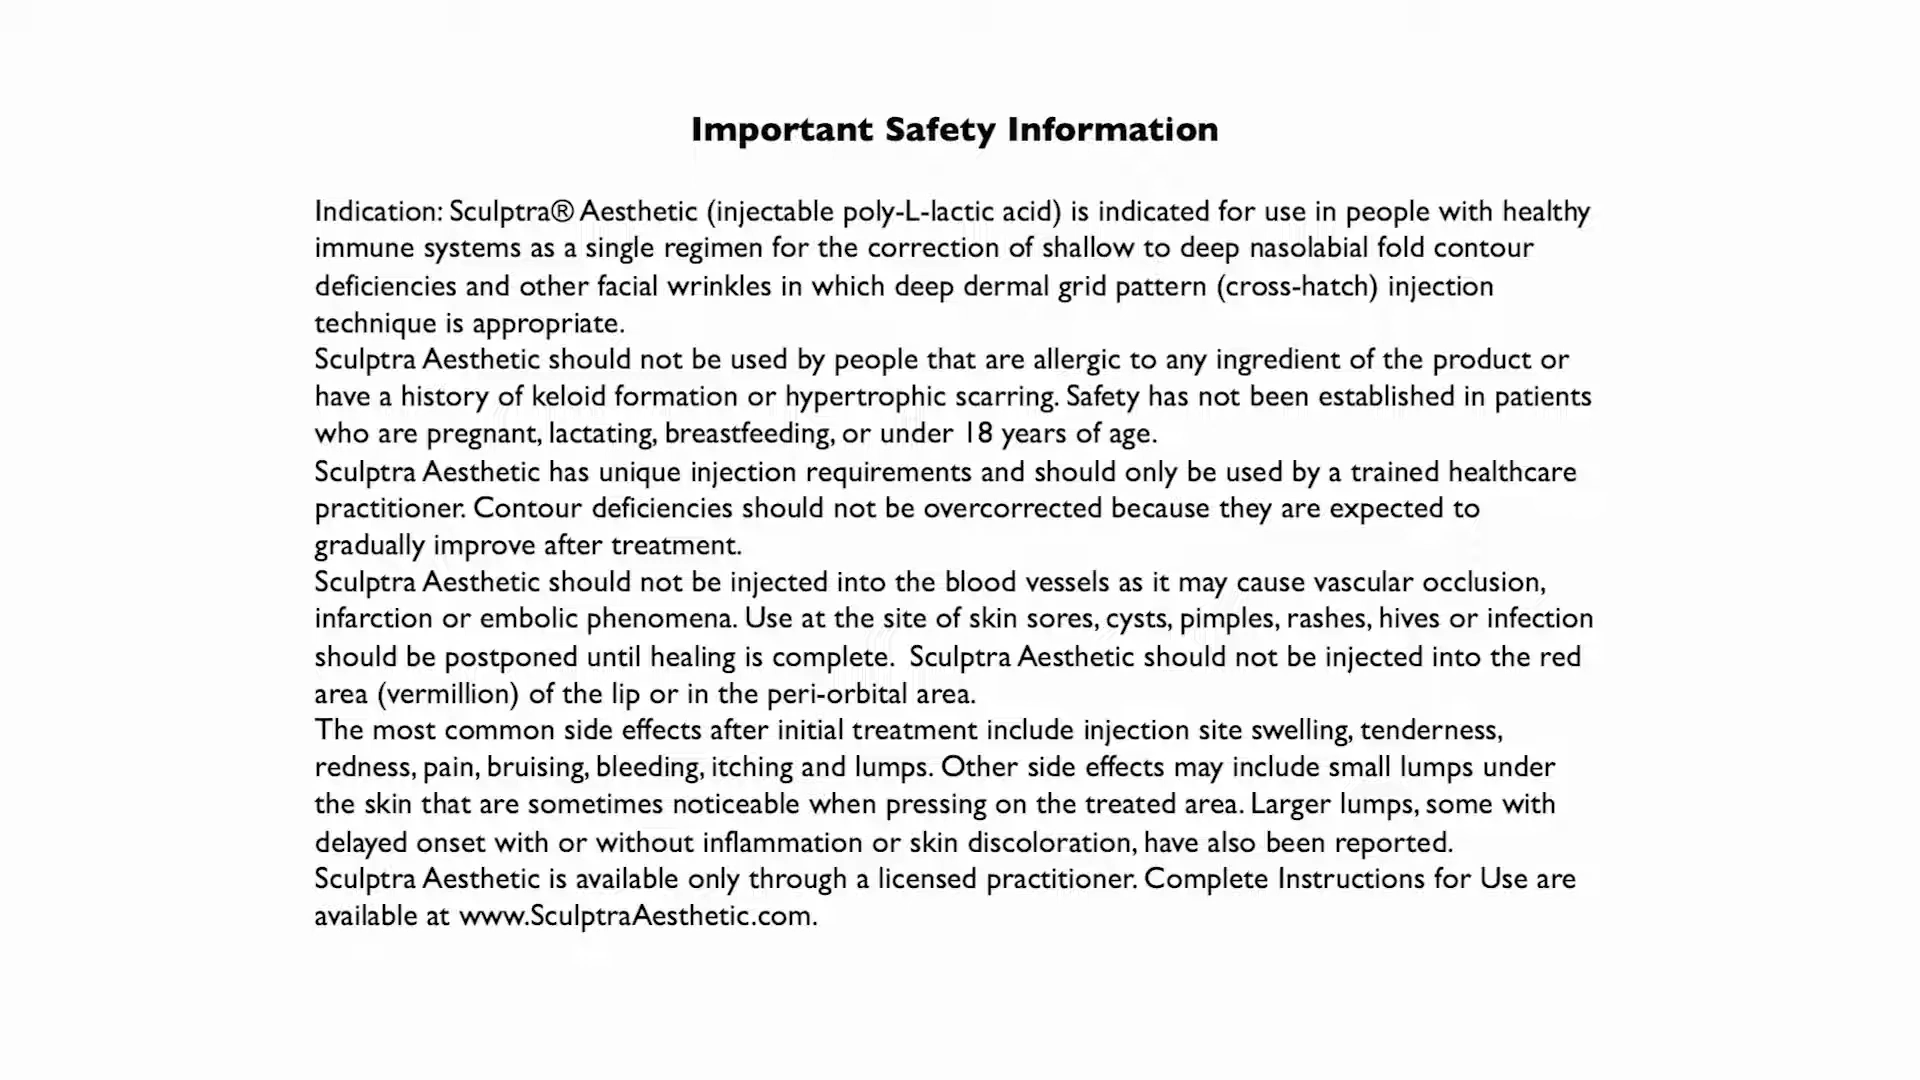 Important Safety Information
Indication: Sculptra® Aesthetic (injectable poly-L-lactic acid) is indicated for use in people with healthy
immune systems as a single regimen for the correction of shallow to deep nasolabial fold contour
deficiencies and other facial wrinkles in which deep dermal grid pattern (cross-hatch) injection
technique is appropriate.
Sculptra Aesthetic should not be used by people that are allergic to any ingredient of the product or
have a history of keloid formation or hypertrophic scarring. Safety has not been established in patients
who are pregnant, lactating, breastfeeding, or under 18 years of age.
Sculptra Aesthetic has unique injection requirements and should only be used by a trained healthcare
practitioner. Contour deficiencies should not be overcorrected because they are expected to
gradually improve after treatment.
Sculptra Aesthetic should not be injected into the blood vessels as it may cause vascular occlusion,
infarction or embolic phenomena. Use at the site of skin sores, cysts, pimples, rashes, hives or infection
should be postponed until healing is complete.  Sculptra Aesthetic should not be injected into the red
area (vermillion) of the lip or in the peri-orbital area.
The most common side effects after initial treatment include injection site swelling, tenderness,
redness, pain, bruising, bleeding, itching and lumps. Other side effects may include small lumps under
the skin that are sometimes noticeable when pressing on the treated area. Larger lumps, some with
delayed onset with or without inflammation or skin discoloration, have also been reported.
Sculptra Aesthetic is available only through a licensed practitioner. Complete Instructions for Use are
available at www.SculptraAesthetic.com.